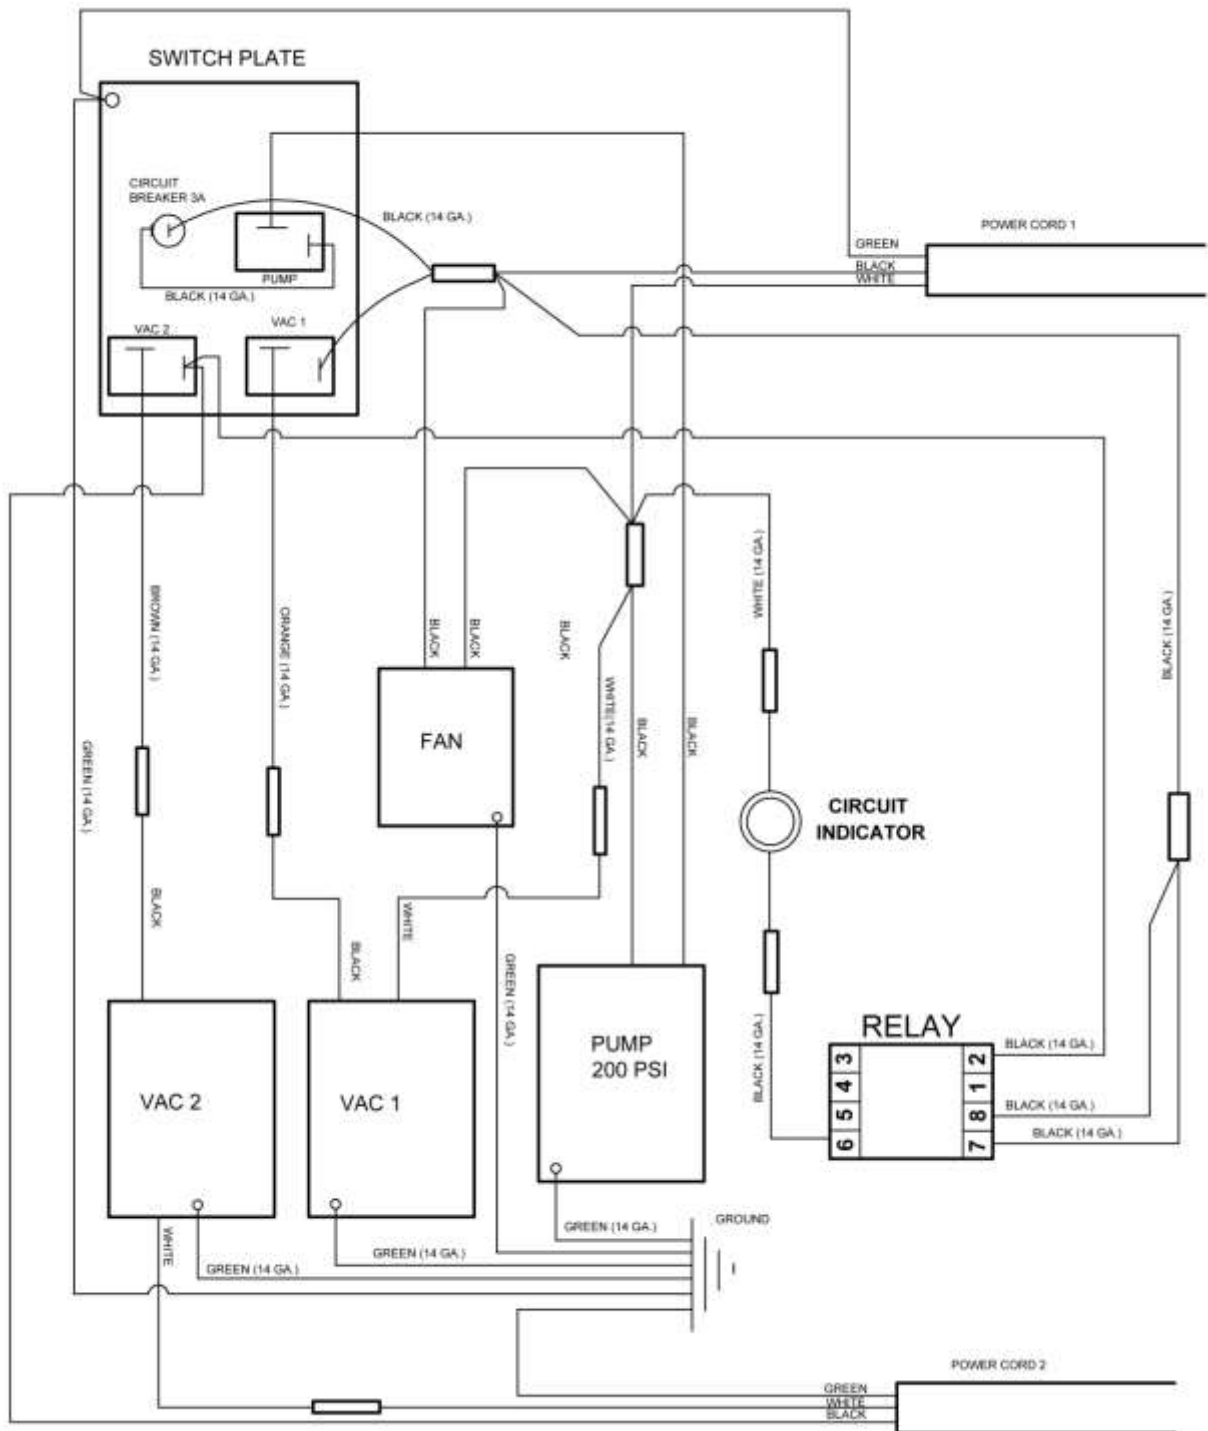 SWITCH PLATE
CIRCUIT
BREAKER 3A
BLACK (14 GA.)
PUMP
BLACK (14 GA.)
VAC 2
VAC 1
POWER CORD 1
GREEN
BLACK
WHITE
BROWN (14 GA.)
ORANGE (14 GA.)
BLACK
BLACK
BLACK
WHITE (14 GA.)
BLACK (14 GA.)
GREEN (14 GA.)
FAN
WHITE(14 GA.)
BLACK
BLACK
CIRCUIT
INDICATOR
BLACK
BLACK
WHITE
GREEN (14 GA.)
BLACK (14 GA.)
VAC 2
VAC 1
PUMP
200 PSI
RELAY
3
4
5
6
2
1
8
7
BLACK (14 GA.)
BLACK (14 GA.)
BLACK (14 GA.)
WHITE
GREEN (14 GA.)
GREEN (14 GA.)
GREEN (14 GA.)
GROUND
POWER CORD 2
GREEN
WHITE
BLACK